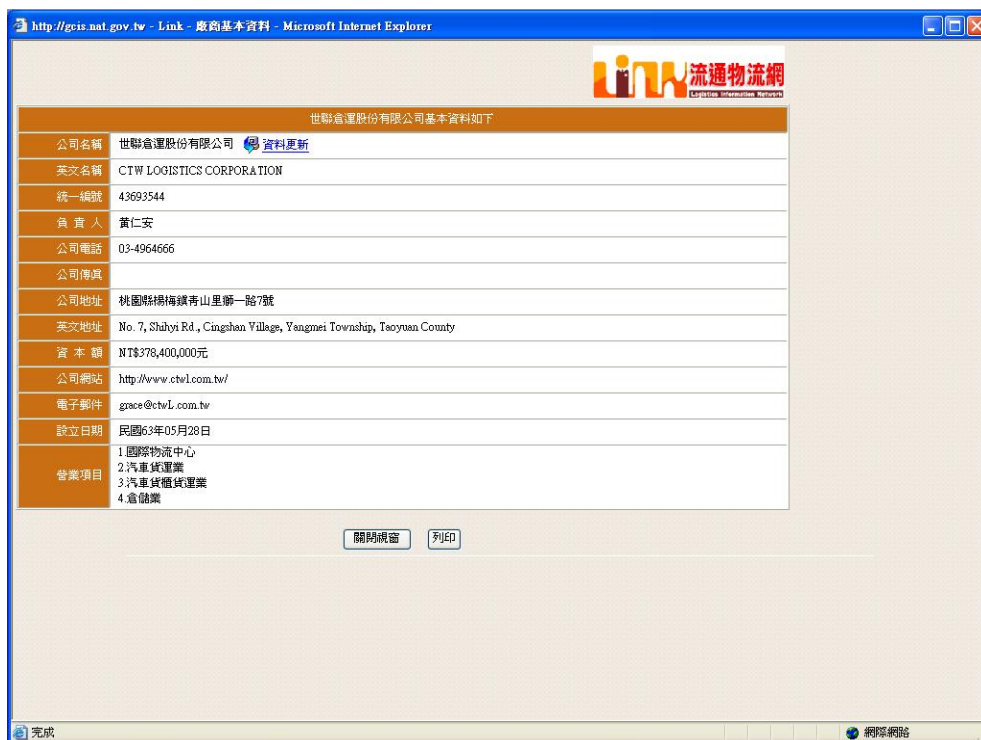 http://gcis.nat.gov.tw - Link - 廠商基本資料 - Microsoft Internet Explorer
Link 流通物流網
Logistics Information Network
世聯倉運股份有限公司基本資料如下
公司名稱 世聯倉運股份有限公司 資料更新
英文名稱 CTW LOGISTICS CORPORATION
統一編號 43693544
負 責 人 黃仁安
公司電話 03-4964666
公司傳真
公司地址 桃園縣楊梅鎮青山里獅一路7號
英文地址 No. 7, Shihyi Rd., Cingshan Village, Yangmei Township, Taoyuan County
資 本 額 NT$378,400,000元
公司網站 http://www.ctwl.com.tw/
電子郵件 grace@ctwL.com.tw
設立日期 民國63年05月28日
營業項目 1.國際物流中心
2.汽車貨運業
3.汽車貨櫃貨運業
4.倉儲業
關閉視窗 列印
完成 網際網路